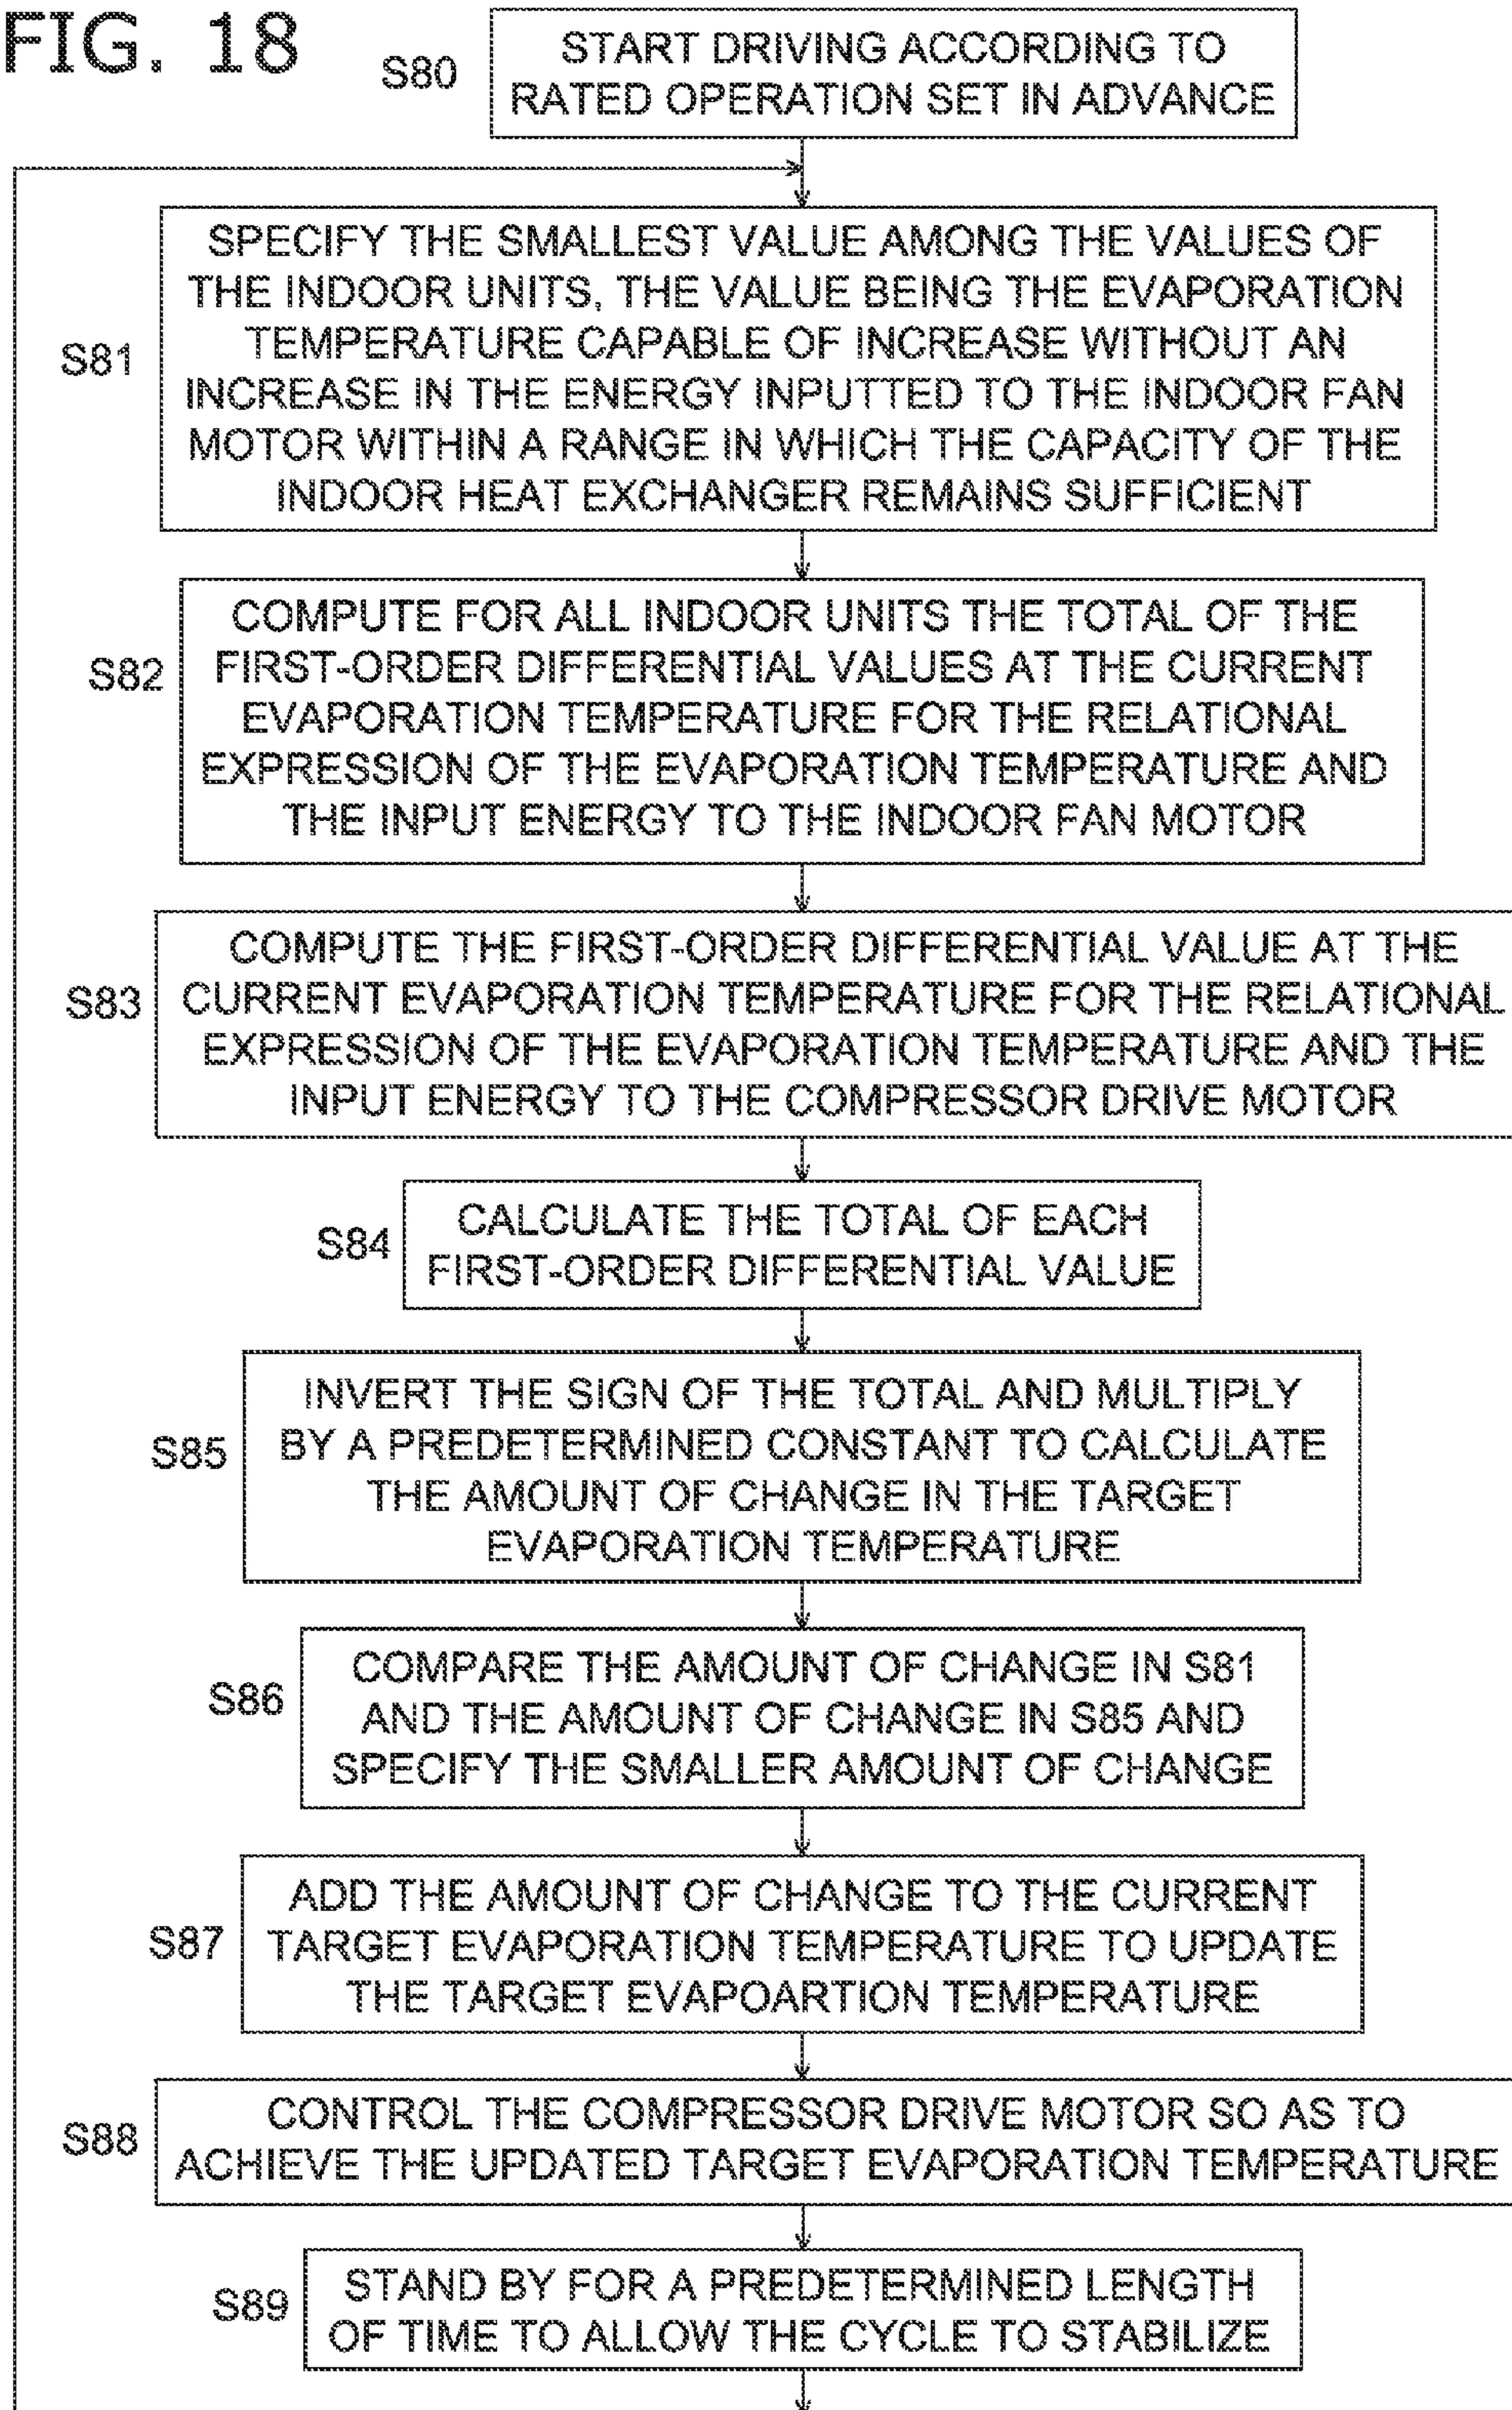 FIG. 18
S80
START DRIVING ACCORDING TO
RATED OPERATION SET IN ADVANCE
S81
SPECIFY THE SMALLEST VALUE AMONG THE VALUES OF
THE INDOOR UNITS, THE VALUE BEING THE EVAPORATION
TEMPERATURE CAPABLE OF INCREASE WITHOUT AN
INCREASE IN THE ENERGY INPUTTED TO THE INDOOR FAN
MOTOR WITHIN A RANGE IN WHICH THE CAPACITY OF THE
INDOOR HEAT EXCHANGER REMAINS SUFFICIENT
S82
COMPUTE FOR ALL INDOOR UNITS THE TOTAL OF THE
FIRST-ORDER DIFFERENTIAL VALUES AT THE CURRENT
EVAPORATION TEMPERATURE FOR THE RELATIONAL
EXPRESSION OF THE EVAPORATION TEMPERATURE AND
THE INPUT ENERGY TO THE INDOOR FAN MOTOR
S83
COMPUTE THE FIRST-ORDER DIFFERENTIAL VALUE AT THE
CURRENT EVAPORATION TEMPERATURE FOR THE RELATIONAL
EXPRESSION OF THE EVAPORATION TEMPERATURE AND THE
INPUT ENERGY TO THE COMPRESSOR DRIVE MOTOR
S84
CALCULATE THE TOTAL OF EACH
FIRST-ORDER DIFFERENTIAL VALUE
S85
INVERT THE SIGN OF THE TOTAL AND MULTIPLY
BY A PREDETERMINED CONSTANT TO CALCULATE
THE AMOUNT OF CHANGE IN THE TARGET
EVAPORATION TEMPERATURE
S86
COMPARE THE AMOUNT OF CHANGE IN S81
AND THE AMOUNT OF CHANGE IN S85 AND
SPECIFY THE SMALLER AMOUNT OF CHANGE
S87
ADD THE AMOUNT OF CHANGE TO THE CURRENT
TARGET EVAPORATION TEMPERATURE TO UPDATE
THE TARGET EVAPOARTION TEMPERATURE
S88
CONTROL THE COMPRESSOR DRIVE MOTOR SO AS TO
ACHIEVE THE UPDATED TARGET EVAPORATION TEMPERATURE
S89
STAND BY FOR A PREDETERMINED LENGTH
OF TIME TO ALLOW THE CYCLE TO STABILIZE